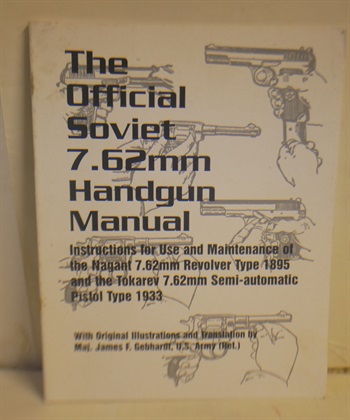 The
Official
Soviet
7.62mm
Handgun
Manual
Instructions for Use and Maintenance of
the Nagant 7.62mm Revolver Type 1895
and the Tokarev 7.62mm Semi-automatic
Pistol Type 1933
With Original Illustrations and Translation by
Maj. James F. Gebhardt, U.S. Army (Ret.)